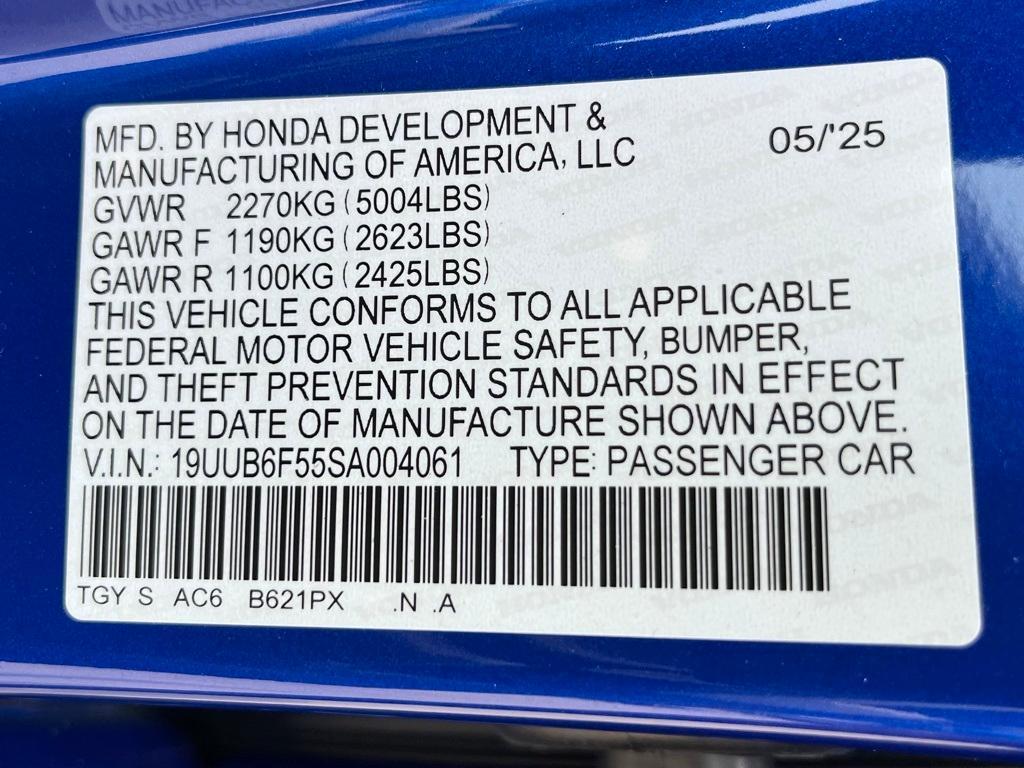 MFD. BY HONDA DEVELOPMENT &
MANUFACTURING OF AMERICA, LLC
05/'25
GVWR 2270KG (5004LBS)
GAWR F 1190KG (2623LBS)
GAWR R 1100KG (2425LBS)
THIS VEHICLE CONFORMS TO ALL APPLICABLE
FEDERAL MOTOR VEHICLE SAFETY, BUMPER,
AND THEFT PREVENTION STANDARDS IN EFFECT
ON THE DATE OF MANUFACTURE SHOWN ABOVE.
V.I.N.: 19UUB6F55SA004061 TYPE: PASSENGER CAR
TGY S AC6 B621PX .N .A